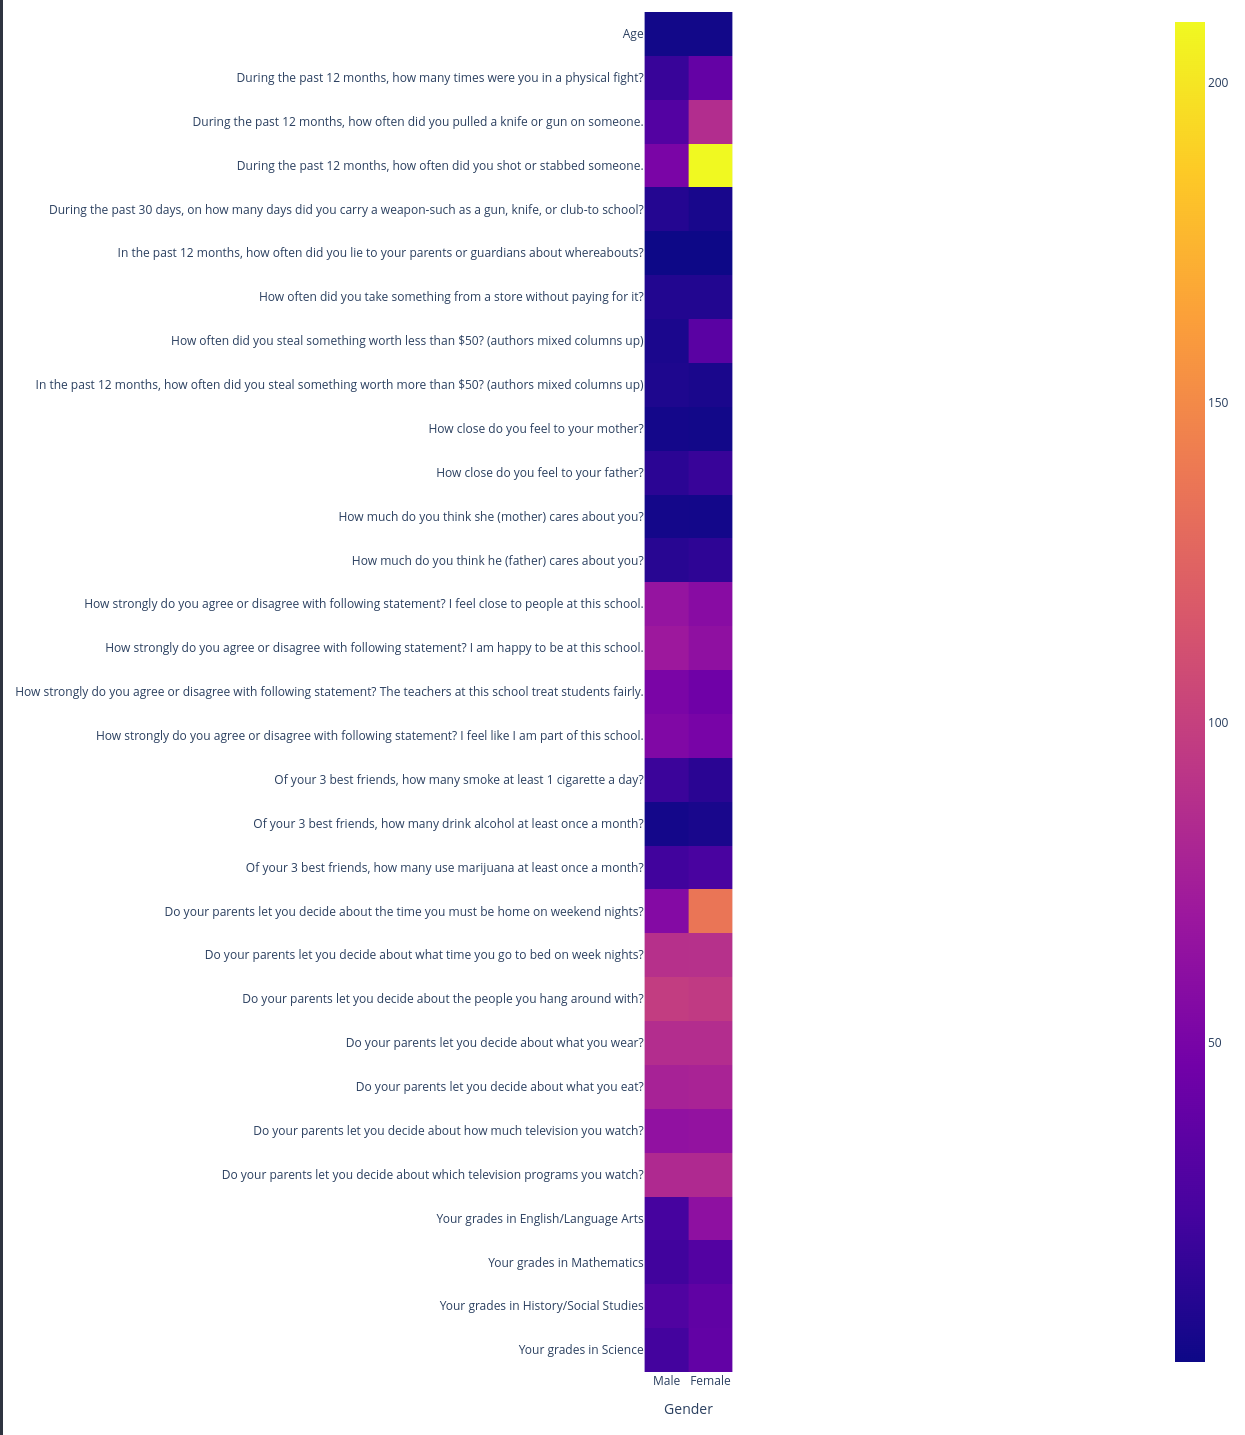 Age
During the past 12 months, how many times were you in a physical fight?
During the past 12 months, how often did you pulled a knife or gun on someone.
During the past 12 months, how often did you shot or stabbed someone.
During the past 30 days, on how many days did you carry a weapon-such as a gun, knife, or club-to school?
In the past 12 months, how often did you lie to your parents or guardians about whereabouts?
How often did you take something from a store without paying for it?
How often did you steal something worth less than $50? (authors mixed columns up)
In the past 12 months, how often did you steal something worth more than $50? (authors mixed columns up)
How close do you feel to your mother?
How close do you feel to your father?
How much do you think she (mother) cares about you?
How much do you think he (father) cares about you?
How strongly do you agree or disagree with following statement? I feel close to people at this school.
How strongly do you agree or disagree with following statement? I am happy to be at this school.
How strongly do you agree or disagree with following statement? The teachers at this school treat students fairly.
How strongly do you agree or disagree with following statement? I feel like I am part of this school.
Of your 3 best friends, how many smoke at least 1 cigarette a day?
Of your 3 best friends, how many drink alcohol at least once a month?
Of your 3 best friends, how many use marijuana at least once a month?
Do your parents let you decide about the time you must be home on weekend nights?
Do your parents let you decide about what time you go to bed on week nights?
Do your parents let you decide about the people you hang around with?
Do your parents let you decide about what you wear?
Do your parents let you decide about what you eat?
Do your parents let you decide about how much television you watch?
Do your parents let you decide about which television programs you watch?
Your grades in English/Language Arts
Your grades in Mathematics
Your grades in History/Social Studies
Your grades in Science
Male Female
Gender
200
150
100
50